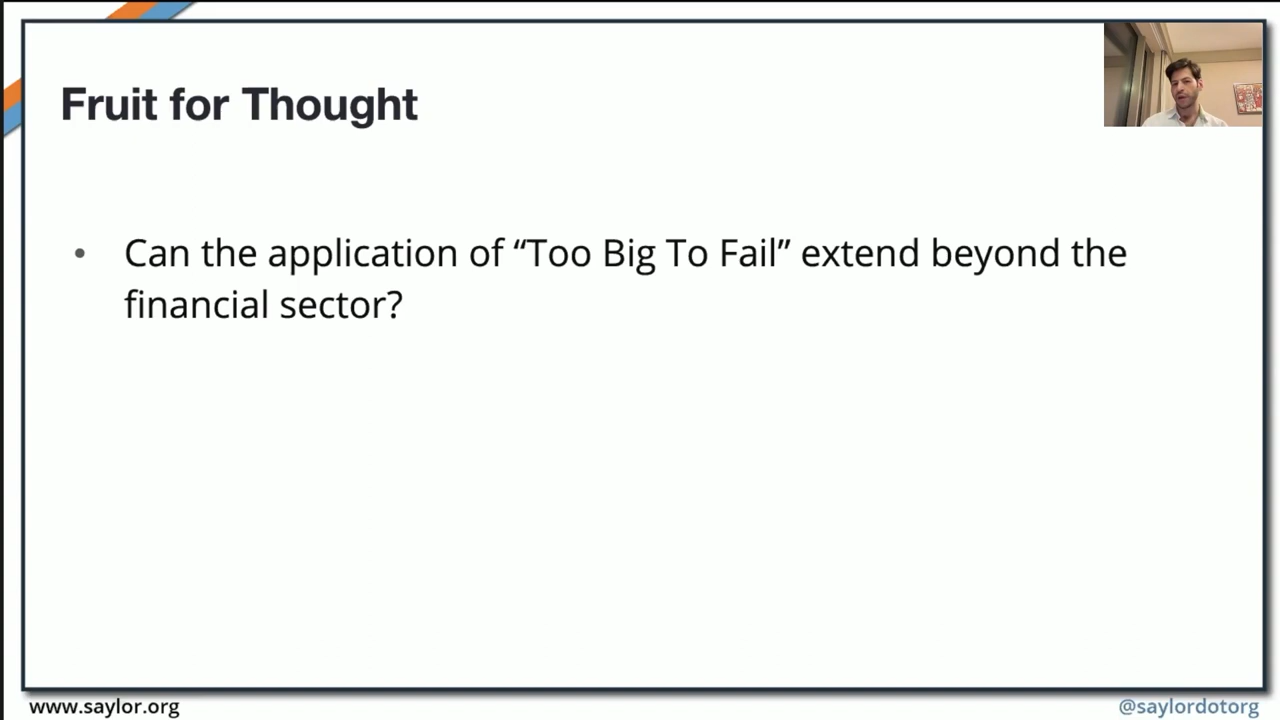 Fruit for Thought
• Can the application of “Too Big To Fail” extend beyond the
financial sector?
www.saylor.org
@saylordotorg